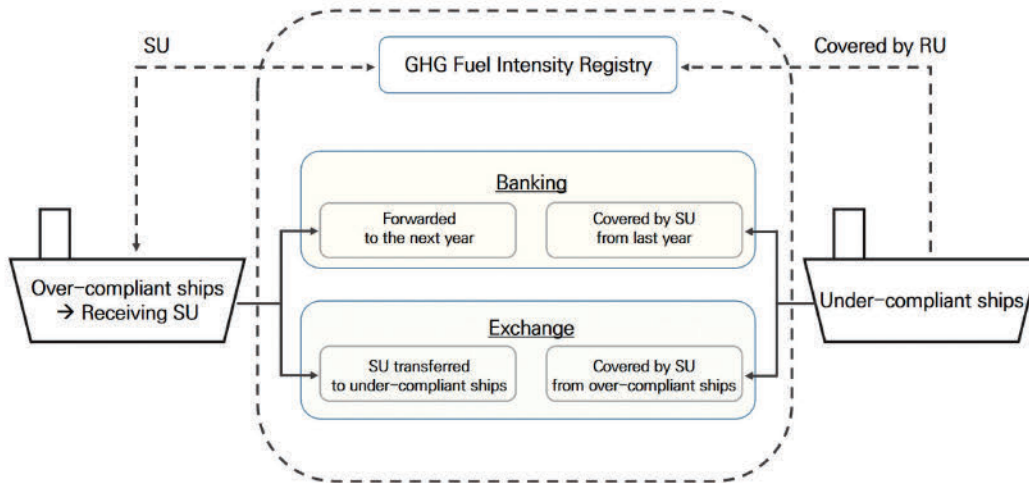 SU
Covered by RU
GHG Fuel Intensity Registry
Banking
Forwarded
to the next year
Covered by SU
from last year
Over-compliant ships
→ Receiving SU
Under-compliant ships
Exchange
SU transferred
to under-compliant ships
Covered by SU
from over-compliant ships